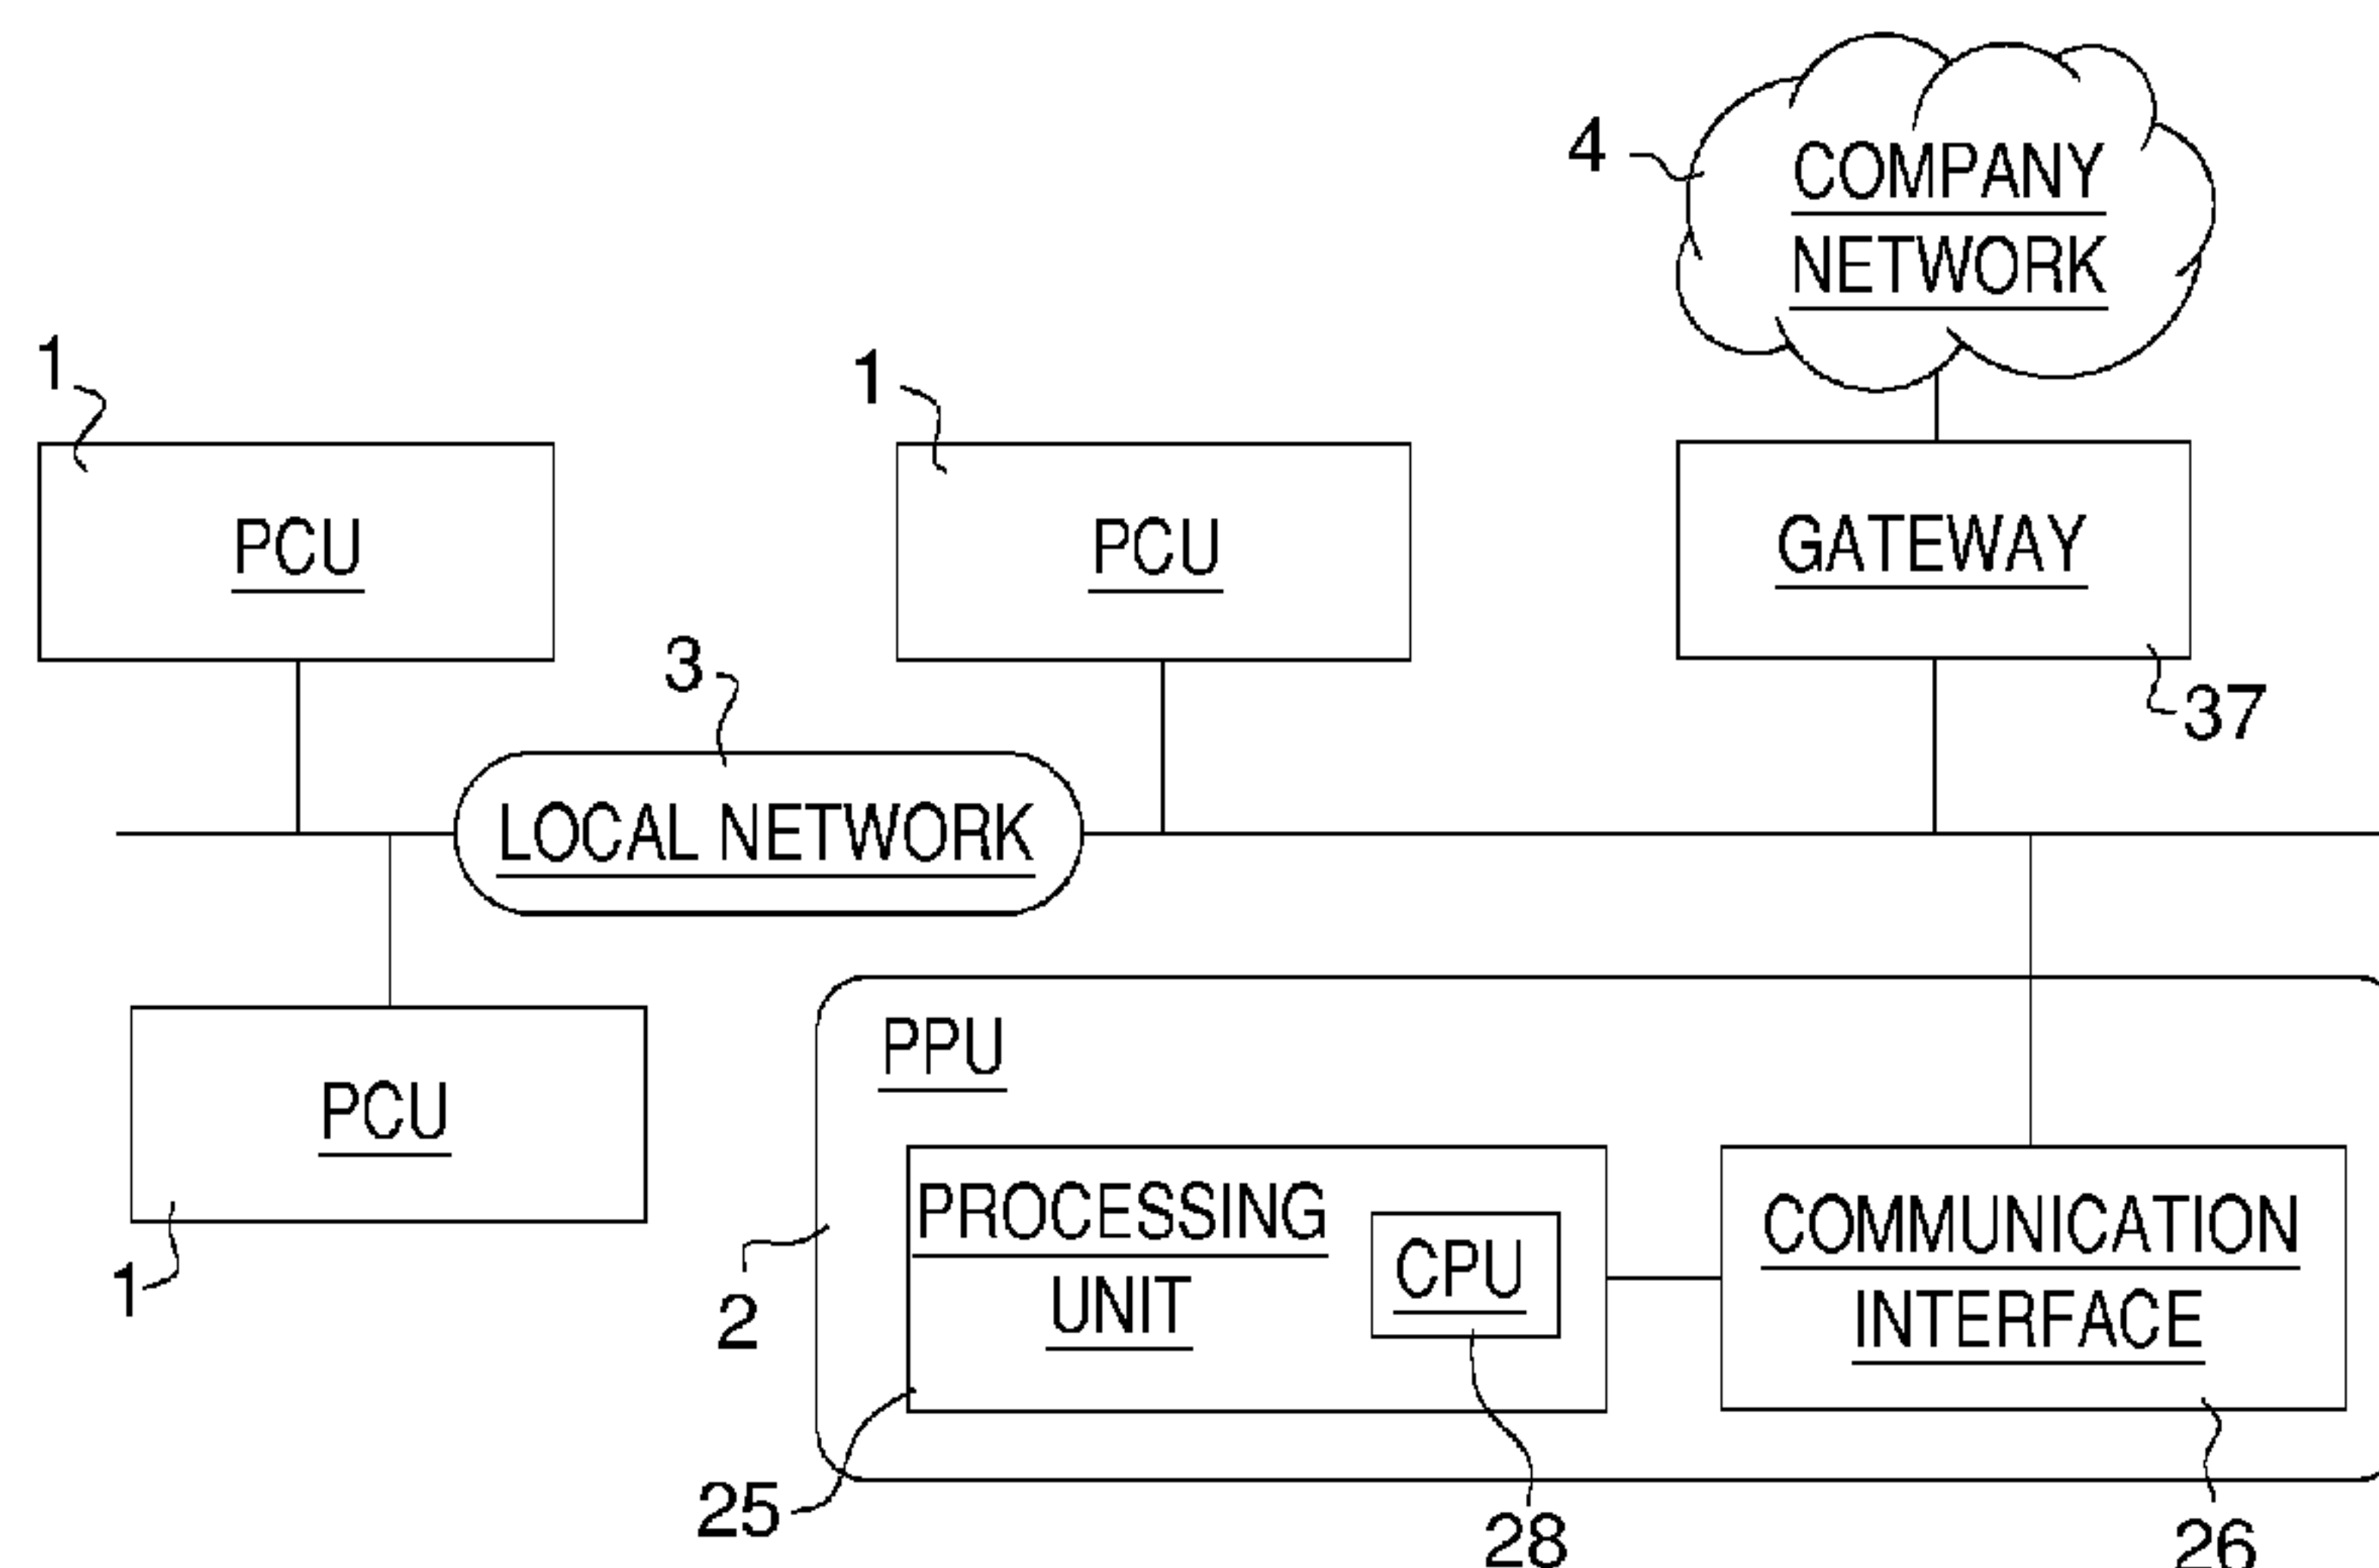 4
COMPANY
NETWORK
1
1
PCU
PCU
GATEWAY
3
37
LOCAL NETWORK
PPU
PCU
PROCESSING
UNIT
CPU
COMMUNICATION
INTERFACE
1
2
25
28
26